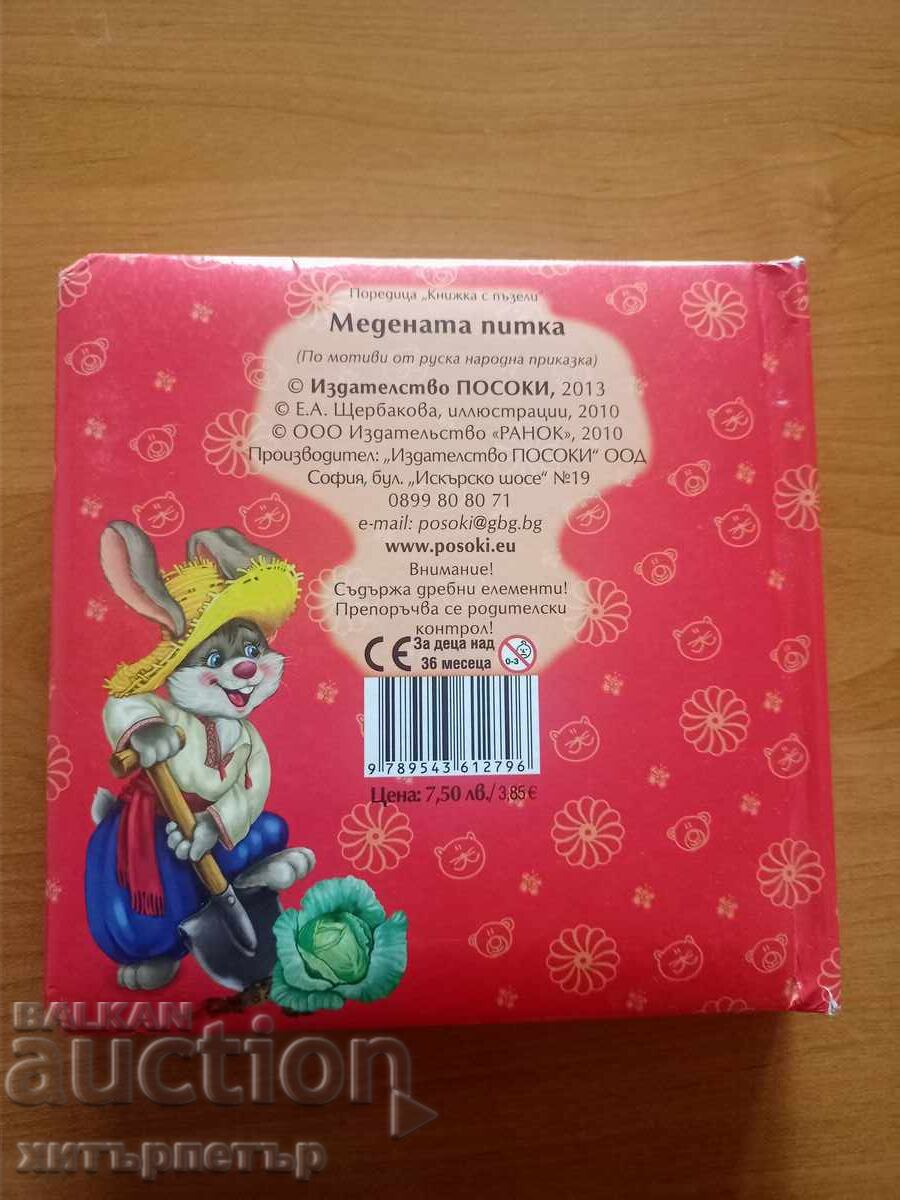 Поредица „Книжка с пъзели"
Медената питка
(По мотиви от руска народна приказка)
© Издателство ПОСОКИ, 2013
© Е.А. Щербакова, иллюстрации, 2010
© ООО Издательство «РАНОК», 2010
Производител: „Издателство ПОСОКИ" ООД
София, бул. „Искърско шосе" №19
0899 80 80 71
e-mail: posoki@gbg.bg
www.posoki.eu
Внимание!
Съдържа дребни елементи!
Препоръчва се родителски
контрол!
CE За деца над
36 месеца
0-3
9 789543 612796
Цена: 7,50 лв./ 3,85 €
BALKAN
auction
хитърпетър